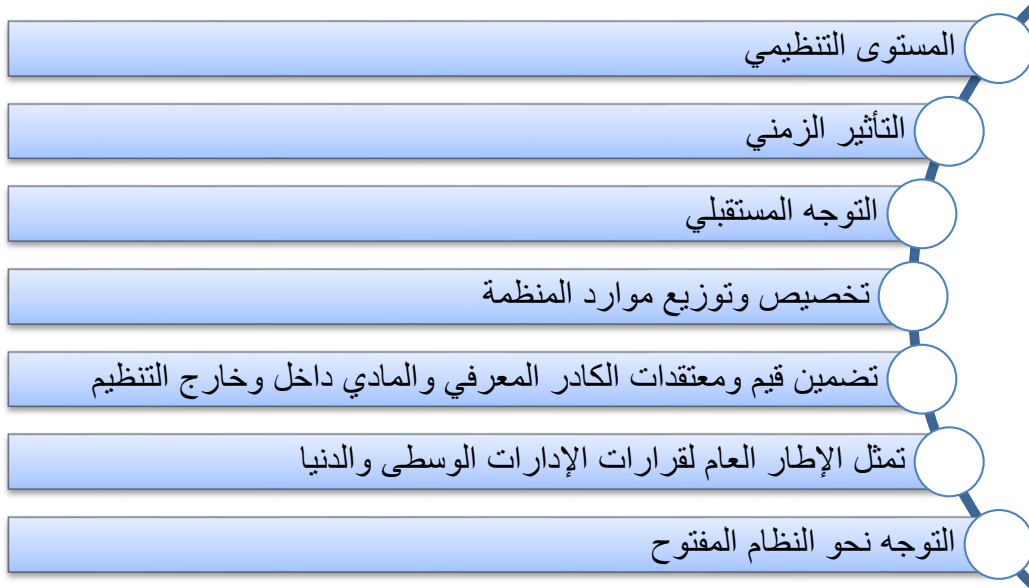 المستوى التنظيمي
التأثير الزمني
التوجه المستقبلي
تخصيص وتوزيع موارد المنظمة
تضمين قيم ومعتقدات الكادر المعرفي والمادي داخل وخارج التنظيم
تمثل الإطار العام لقرارات الإدارات الوسطى والدنيا
التوجه نحو النظام المفتوح